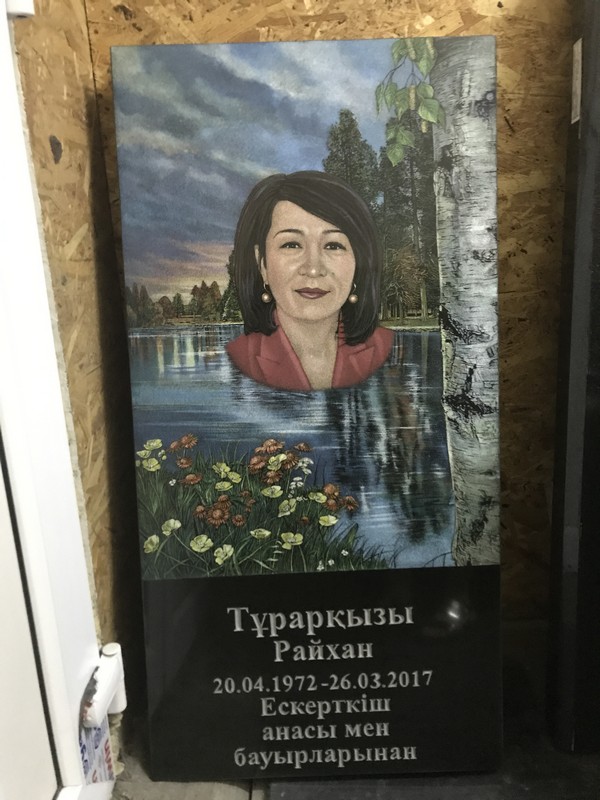 Тұрарқызы
Райхан
20.04.1972-26.03.2017
Ескерткіш
анасы мен
бауырларынан